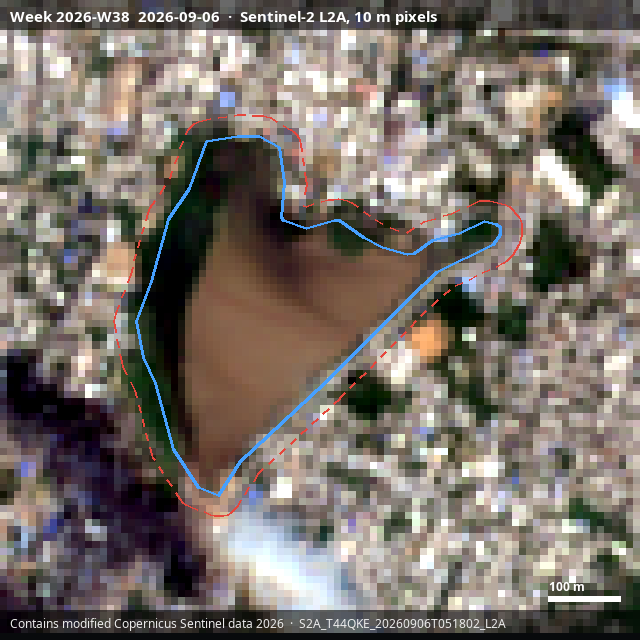 Week 2026-W38  2026-09-06  ·  Sentinel-2 L2A, 10 m pixels
100 m
Contains modified Copernicus Sentinel data 2026  ·  S2A_T44QKE_20260906T051802_L2A